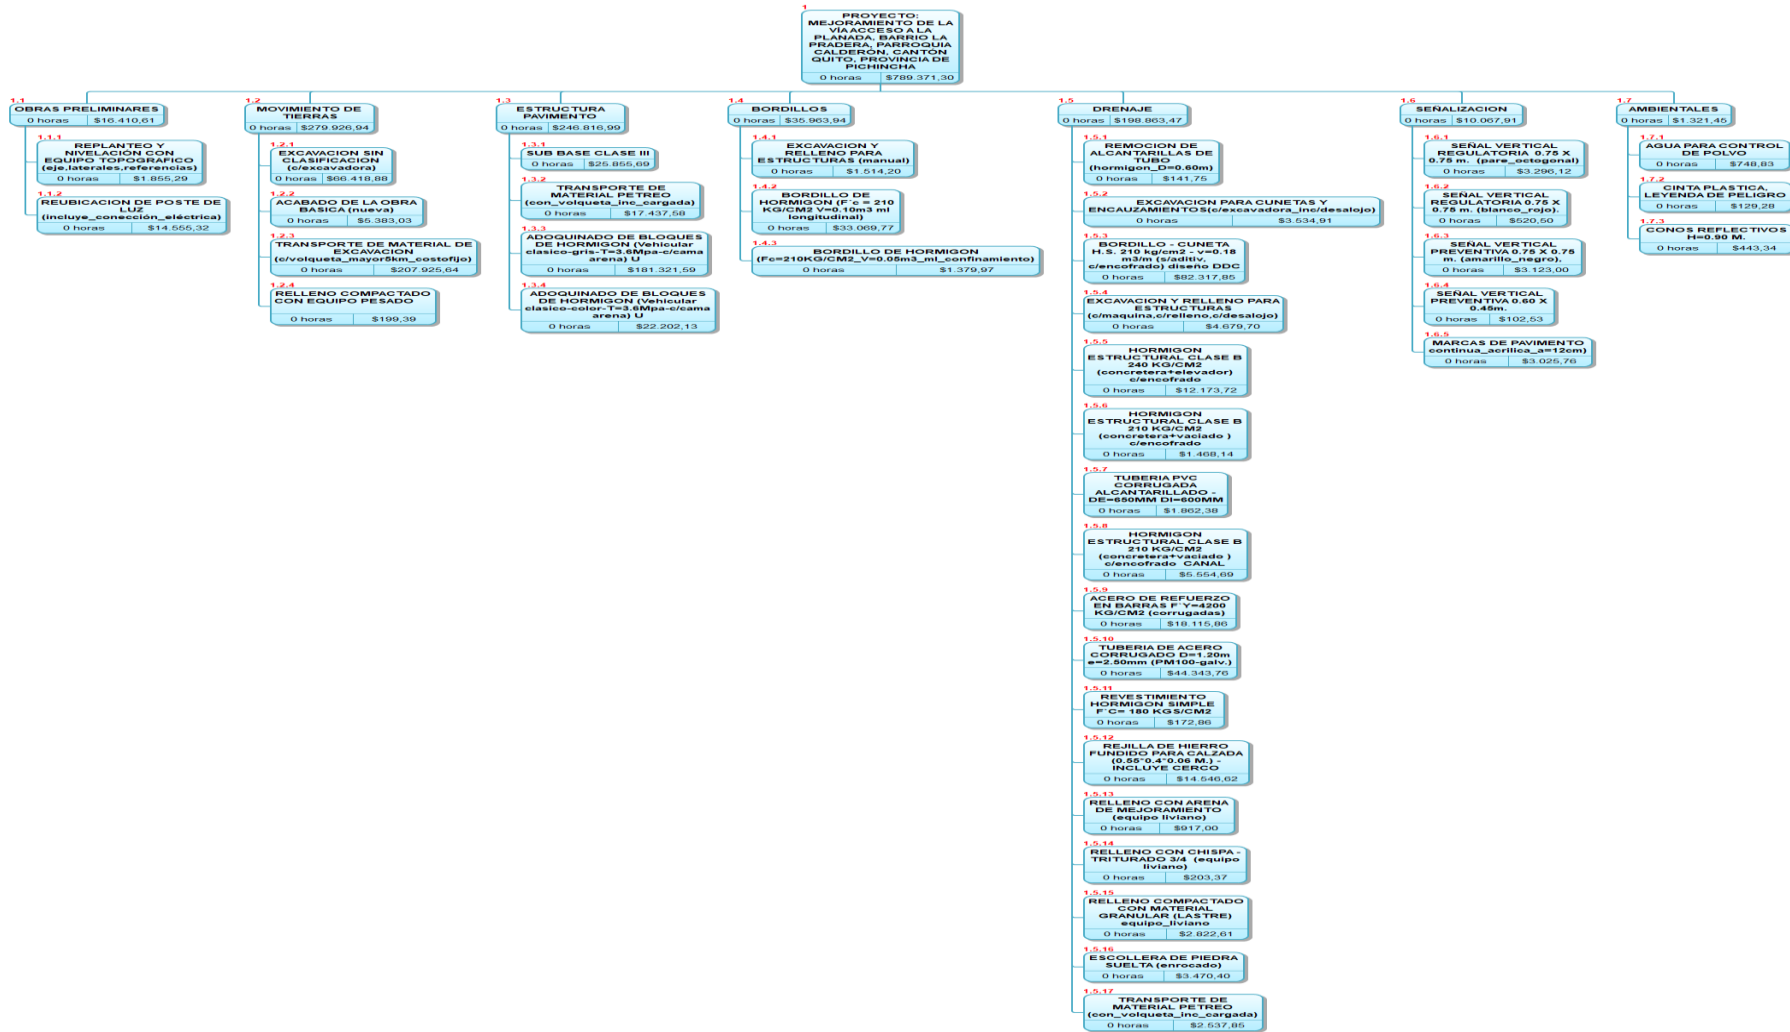 1
PROYECTO:
MEJORAMIENTO DE LA
VÍA ACCESO A LA
PLANADA, BARRIO LA
PRADERA, PARROQUIA
CALDERÓN, CANTÓN
QUITO, PROVINCIA DE
PICHINCHA
0 horas $789.371,30
1.1
OBRAS PRELIMINARES
0 horas $16.410,61
1.1.1
REPLANTEO Y
NIVELACIÓN CON
EQUIPO TOPOGRAFICO
(eje,laterales,referencias)
0 horas $1.855,29
1.1.2
REUBICACION DE POSTE DE
LUZ
(incluye_conección_eléctrica)
0 horas $14.555,32
1.2
MOVIMIENTO DE
TIERRAS
0 horas $279.926,94
1.2.1
EXCAVACION SIN
CLASIFICACION
(c/excavadora)
0 horas $66.418,88
1.2.2
ACABADO DE LA OBRA
BASICA (nueva)
0 horas $5.383,03
1.2.3
TRANSPORTE DE MATERIAL DE
EXCAVACION
(c/volqueta_mayor5km_costofijo)
0 horas $207.925,64
1.2.4
RELLENO COMPACTADO
CON EQUIPO PESADO
0 horas $199,39
1.3
ESTRUCTURA
PAVIMENTO
0 horas $246.816,99
1.3.1
SUB BASE CLASE III
0 horas $25.855,69
1.3.2
TRANSPORTE DE
MATERIAL PETREO
(con_volqueta_inc_cargada)
0 horas $17.437,58
1.3.3
ADOQUINADO DE BLOQUES
DE HORMIGON (Vehicular
clasico-gris-T=3.6Mpa-c/cama
arena) U
0 horas $181.321,59
1.3.4
ADOQUINADO DE BLOQUES
DE HORMIGON (Vehicular
clasico-color-T=3.6Mpa-c/cama
arena) U
0 horas $22.202,13
1.4
BORDILLOS
0 horas $35.963,94
1.4.1
EXCAVACION Y
RELLENO PARA
ESTRUCTURAS (manual)
0 horas $1.514,20
1.4.2
BORDILLO DE
HORMIGON (F`c = 210
KG/CM2 V=0.10m3 ml
longitudinal)
0 horas $33.069,77
1.4.3
BORDILLO DE HORMIGON
(Fc=210KG/CM2_V=0.05m3_ml_confinamiento)
0 horas $1.379,97
1.5
DRENAJE
0 horas $198.863,47
1.5.1
REMOCION DE
ALCANTARILLAS DE
TUBO
(hormigon_D=0.60m)
0 horas $141,75
1.5.2
EXCAVACION PARA CUNETAS Y
ENCAUZAMIENTOS(c/excavadora_inc/desalojo)
0 horas $3.534,91
1.5.3
BORDILLO - CUNETA
H.S. 210 kg/cm2 - v=0.18
m3/m (s/aditiv,
c/encofrado) diseño DDC
0 horas $82.317,85
1.5.4
EXCAVACION Y RELLENO PARA
ESTRUCTURAS
(c/maquina,c/relleno,c/desalojo)
0 horas $4.679,70
1.5.5
HORMIGON
ESTRUCTURAL CLASE B
240 KG/CM2
(concretera+elevador)
c/encofrado
0 horas $12.173,72
1.5.6
HORMIGON
ESTRUCTURAL CLASE B
210 KG/CM2
(concretera+vaciado )
c/encofrado
0 horas $1.468,14
1.5.7
TUBERIA PVC
CORRUGADA
ALCANTARILLADO -
DE=650MM DI=600MM
0 horas $1.862,38
1.5.8
HORMIGON
ESTRUCTURAL CLASE B
210 KG/CM2
(concretera+vaciado )
c/encofrado CANAL
0 horas $5.554,69
1.5.9
ACERO DE REFUERZO
EN BARRAS F`Y=4200
KG/CM2 (corrugadas)
0 horas $18.115,86
1.5.10
TUBERIA DE ACERO
CORRUGADO D=1.20m
e=2.50mm (PM100-galv.)
0 horas $44.343,76
1.5.11
REVESTIMIENTO
HORMIGON SIMPLE
F`C= 180 KGS/CM2
0 horas $172,86
1.5.12
REJILLA DE HIERRO
FUNDIDO PARA CALZADA
(0.55*0.4*0.06 M.) -
INCLUYE CERCO
0 horas $14.546,62
1.5.13
RELLENO CON ARENA
DE MEJORAMIENTO
(equipo liviano)
0 horas $917,00
1.5.14
RELLENO CON CHISPA -
TRITURADO 3/4 (equipo
liviano)
0 horas $203,37
1.5.15
RELLENO COMPACTADO
CON MATERIAL
GRANULAR (LASTRE)
equipo_liviano
0 horas $2.822,61
1.5.16
ESCOLLERA DE PIEDRA
SUELTA (enrocado)
0 horas $3.470,40
1.5.17
TRANSPORTE DE
MATERIAL PETREO
(con_volqueta_inc_cargada)
0 horas $2.537,85
1.6
SEÑALIZACION
0 horas $10.067,91
1.6.1
SEÑAL VERTICAL
REGULATORIA 0.75 X
0.75 m. (pare_octogonal)
0 horas $3.296,12
1.6.2
SEÑAL VERTICAL
REGULATORIA 0.75 X
0.75 m. (blanco_rojo).
0 horas $520,50
1.6.3
SEÑAL VERTICAL
PREVENTIVA 0.75 X 0.75
m. (amarillo_negro).
0 horas $3.123,00
1.6.4
SEÑAL VERTICAL
PREVENTIVA 0.60 X
0.45m.
0 horas $102,53
1.6.5
MARCAS DE PAVIMENTO
continua_acrilica_a=12cm)
0 horas $3.025,76
1.7
AMBIENTALES
0 horas $1.321,45
1.7.1
AGUA PARA CONTROL
DE POLVO
0 horas $748,83
1.7.2
CINTA PLASTICA,
LEYENDA DE PELIGRO
0 horas $129,28
1.7.3
CONOS REFLECTIVOS
H=0.90 M.
0 horas $443,34